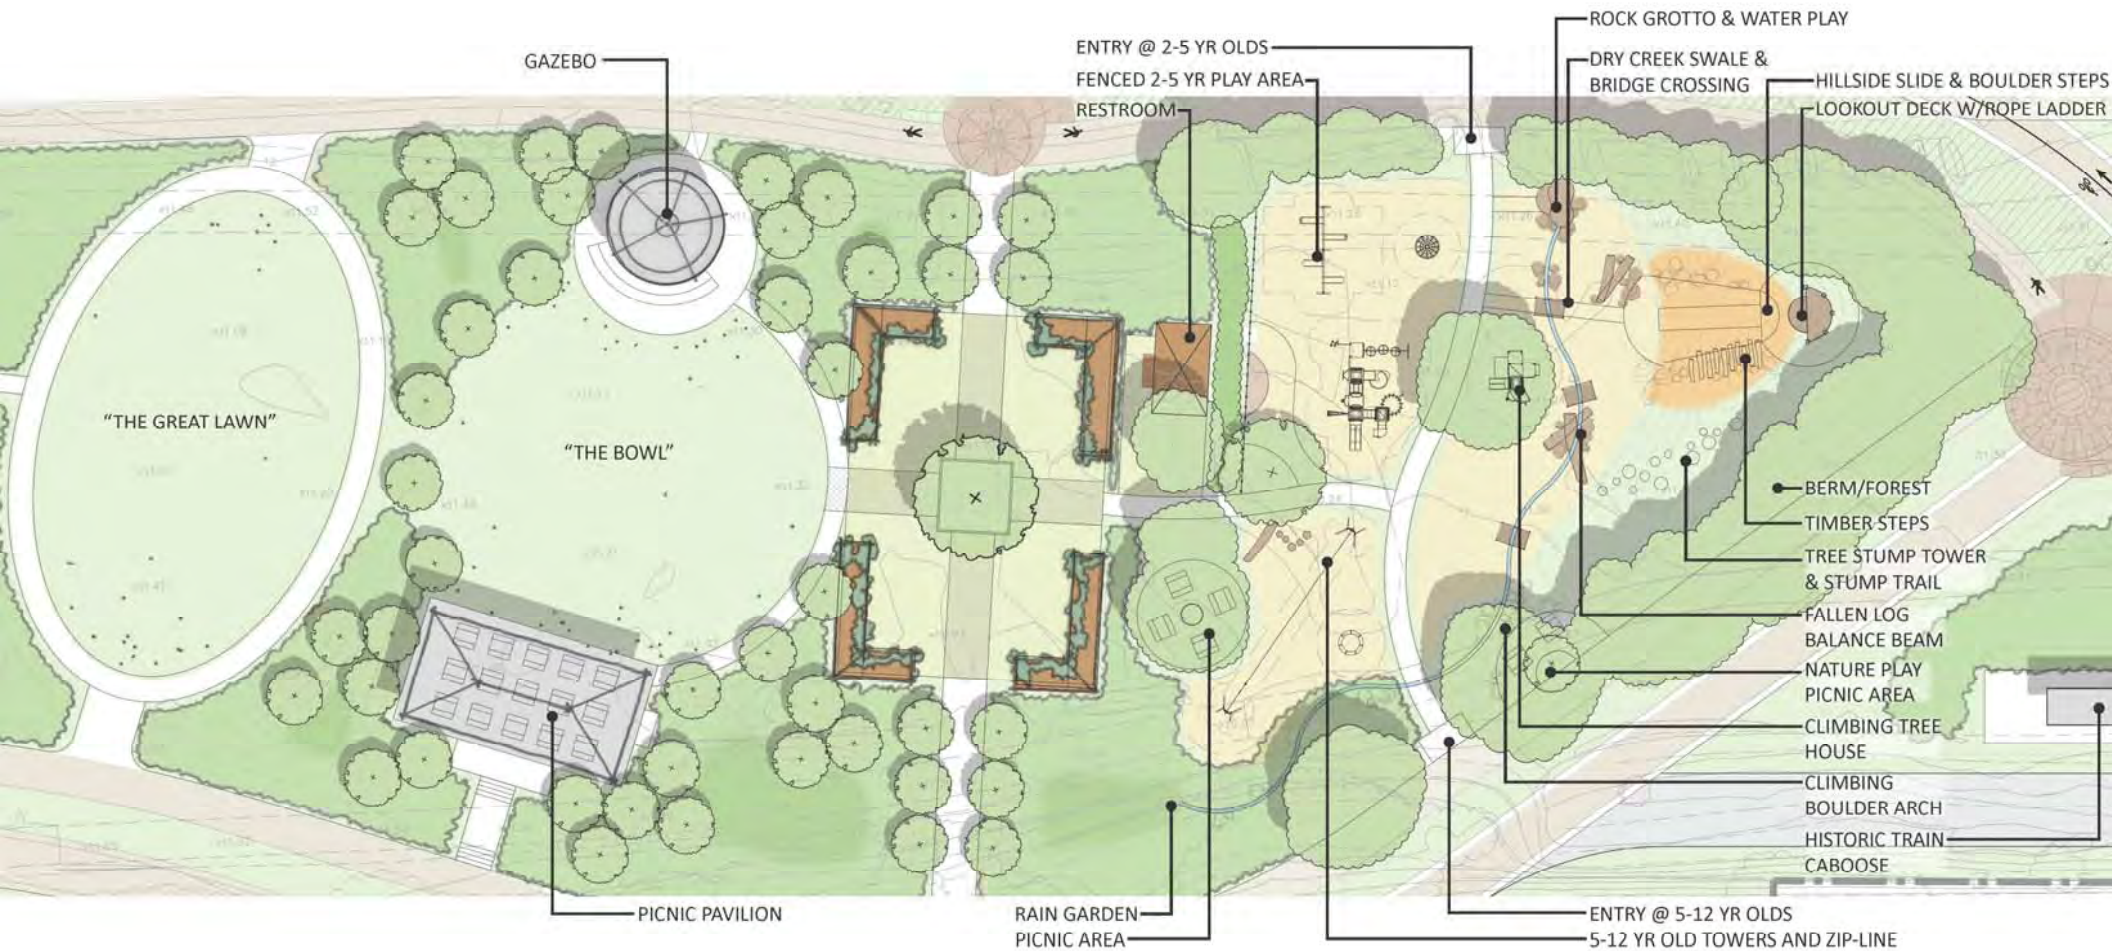 ROCK GROTTO & WATER PLAY
ENTRY @ 2-5 YR OLDS
GAZEBO
DRY CREEK SWALE &
BRIDGE CROSSING
FENCED 2-5 YR PLAY AREA
HILLSIDE SLIDE & BOULDER STEPS
RESTROOM
LOOKOUT DECK W/ROPE LADDER
"THE GREAT LAWN"
"THE BOWL"
BERM/FOREST
TIMBER STEPS
TREE STUMP TOWER
& STUMP TRAIL
FALLEN LOG
BALANCE BEAM
NATURE PLAY
PICNIC AREA
CLIMBING TREE
HOUSE
CLIMBING
BOULDER ARCH
HISTORIC TRAIN
CABOOSE
PICNIC PAVILION
RAIN GARDEN
PICNIC AREA
ENTRY @ 5-12 YR OLDS
5-12 YR OLD TOWERS AND ZIP-LINE